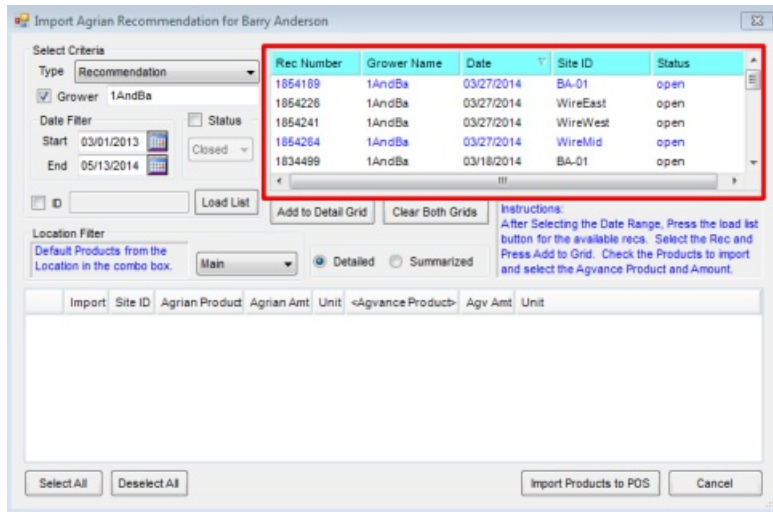 Import Agrian Recommendation for Barry Anderson
Select Criteria
Type Recommendation
Grower 1AndBa
Date Filter
Start 03/01/2013
End 05/13/2014
Status
Closed
ID
Load List
Rec Number Grower Name Date Site ID Status
1854189 1AndBa 03/27/2014 BA-01 open
1854226 1AndBa 03/27/2014 WireEast open
1854241 1AndBa 03/27/2014 WireWest open
1854264 1AndBa 03/27/2014 WireMid open
1834499 1AndBa 03/18/2014 BA-01 open
Add to Detail Grid Clear Both Grids
Instructions:
After Selecting the Date Range, Press the load list
button for the available recs. Select the Rec and
Press Add to Grid. Check the Products to import
and select the Agvance Product and Amount.
Location Filter
Default Products from the
Location in the combo box.
Main
Detailed Summarized
Import Site ID Agrian Product Agrian Amt Unit <Agvance Product> Agv Amt Unit
Select All Deselect All Import Products to POS Cancel